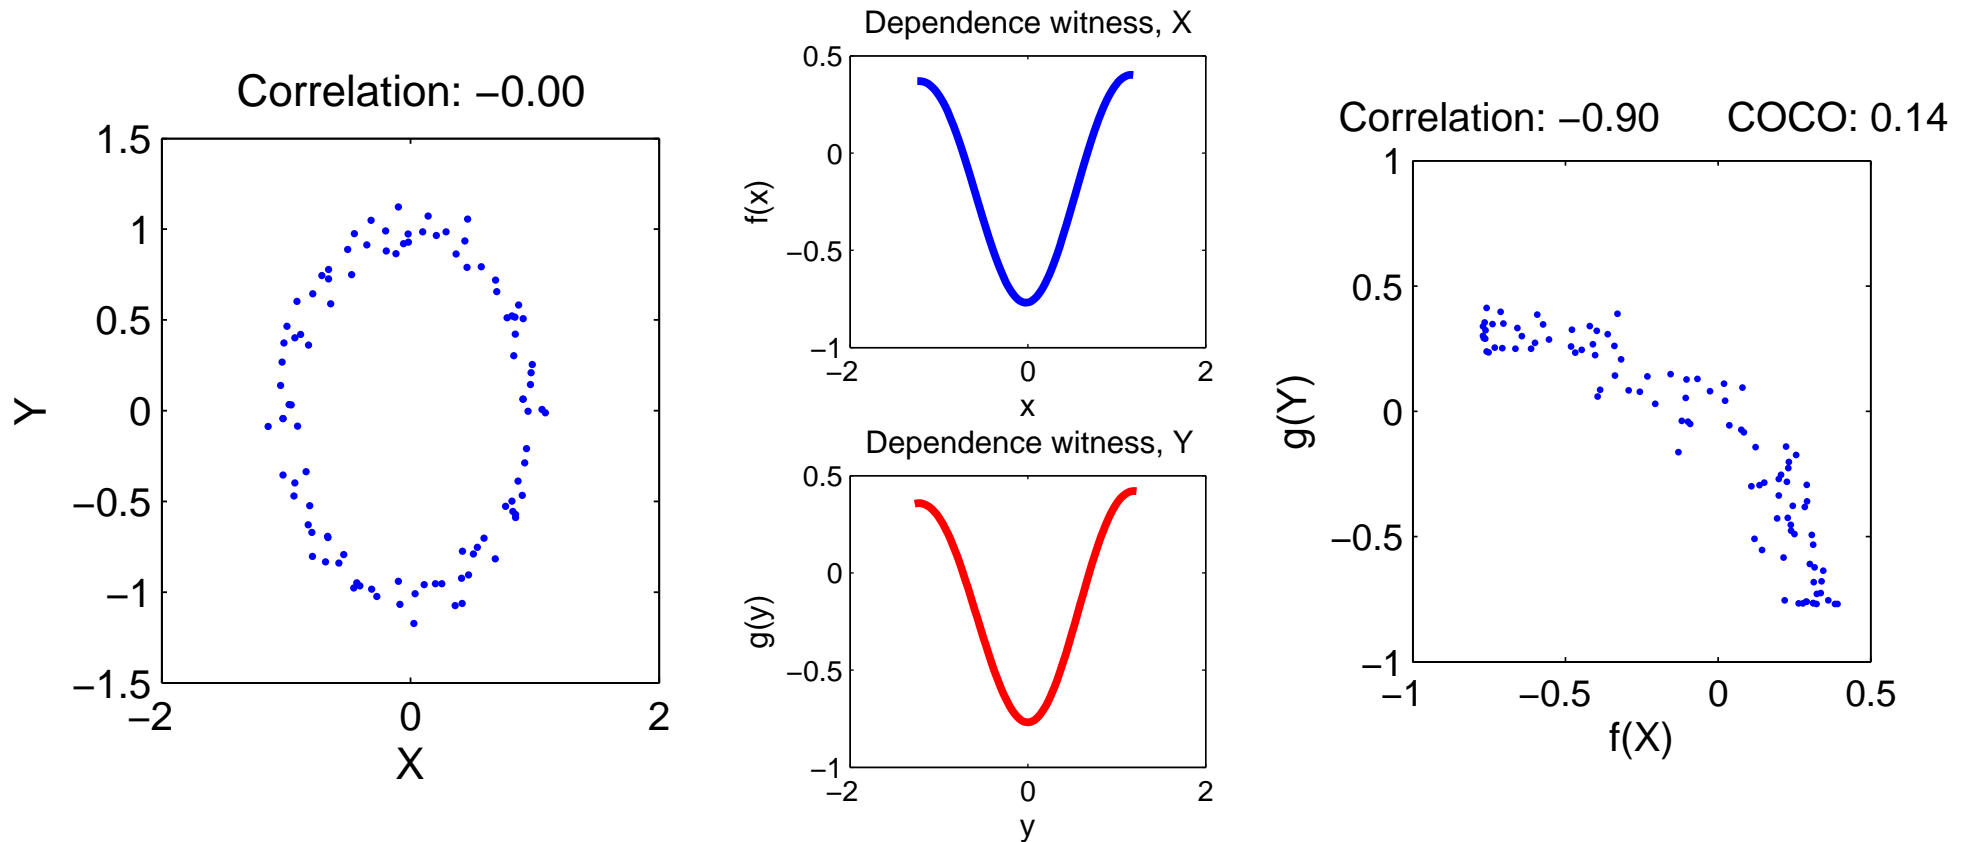 Correlation: −0.00
1.5
1
0.5
0
−0.5
−1
−1.5
−2
0
2
X
Y
Dependence witness, X
0.5
0
−0.5
−1
−2
0
2
x
f(x)
Dependence witness, Y
0.5
0
−0.5
−1
−2
0
2
y
g(y)
Correlation: −0.90 COCO: 0.14
1
0.5
0
−0.5
−1
−1
−0.5
0
0.5
f(X)
g(Y)